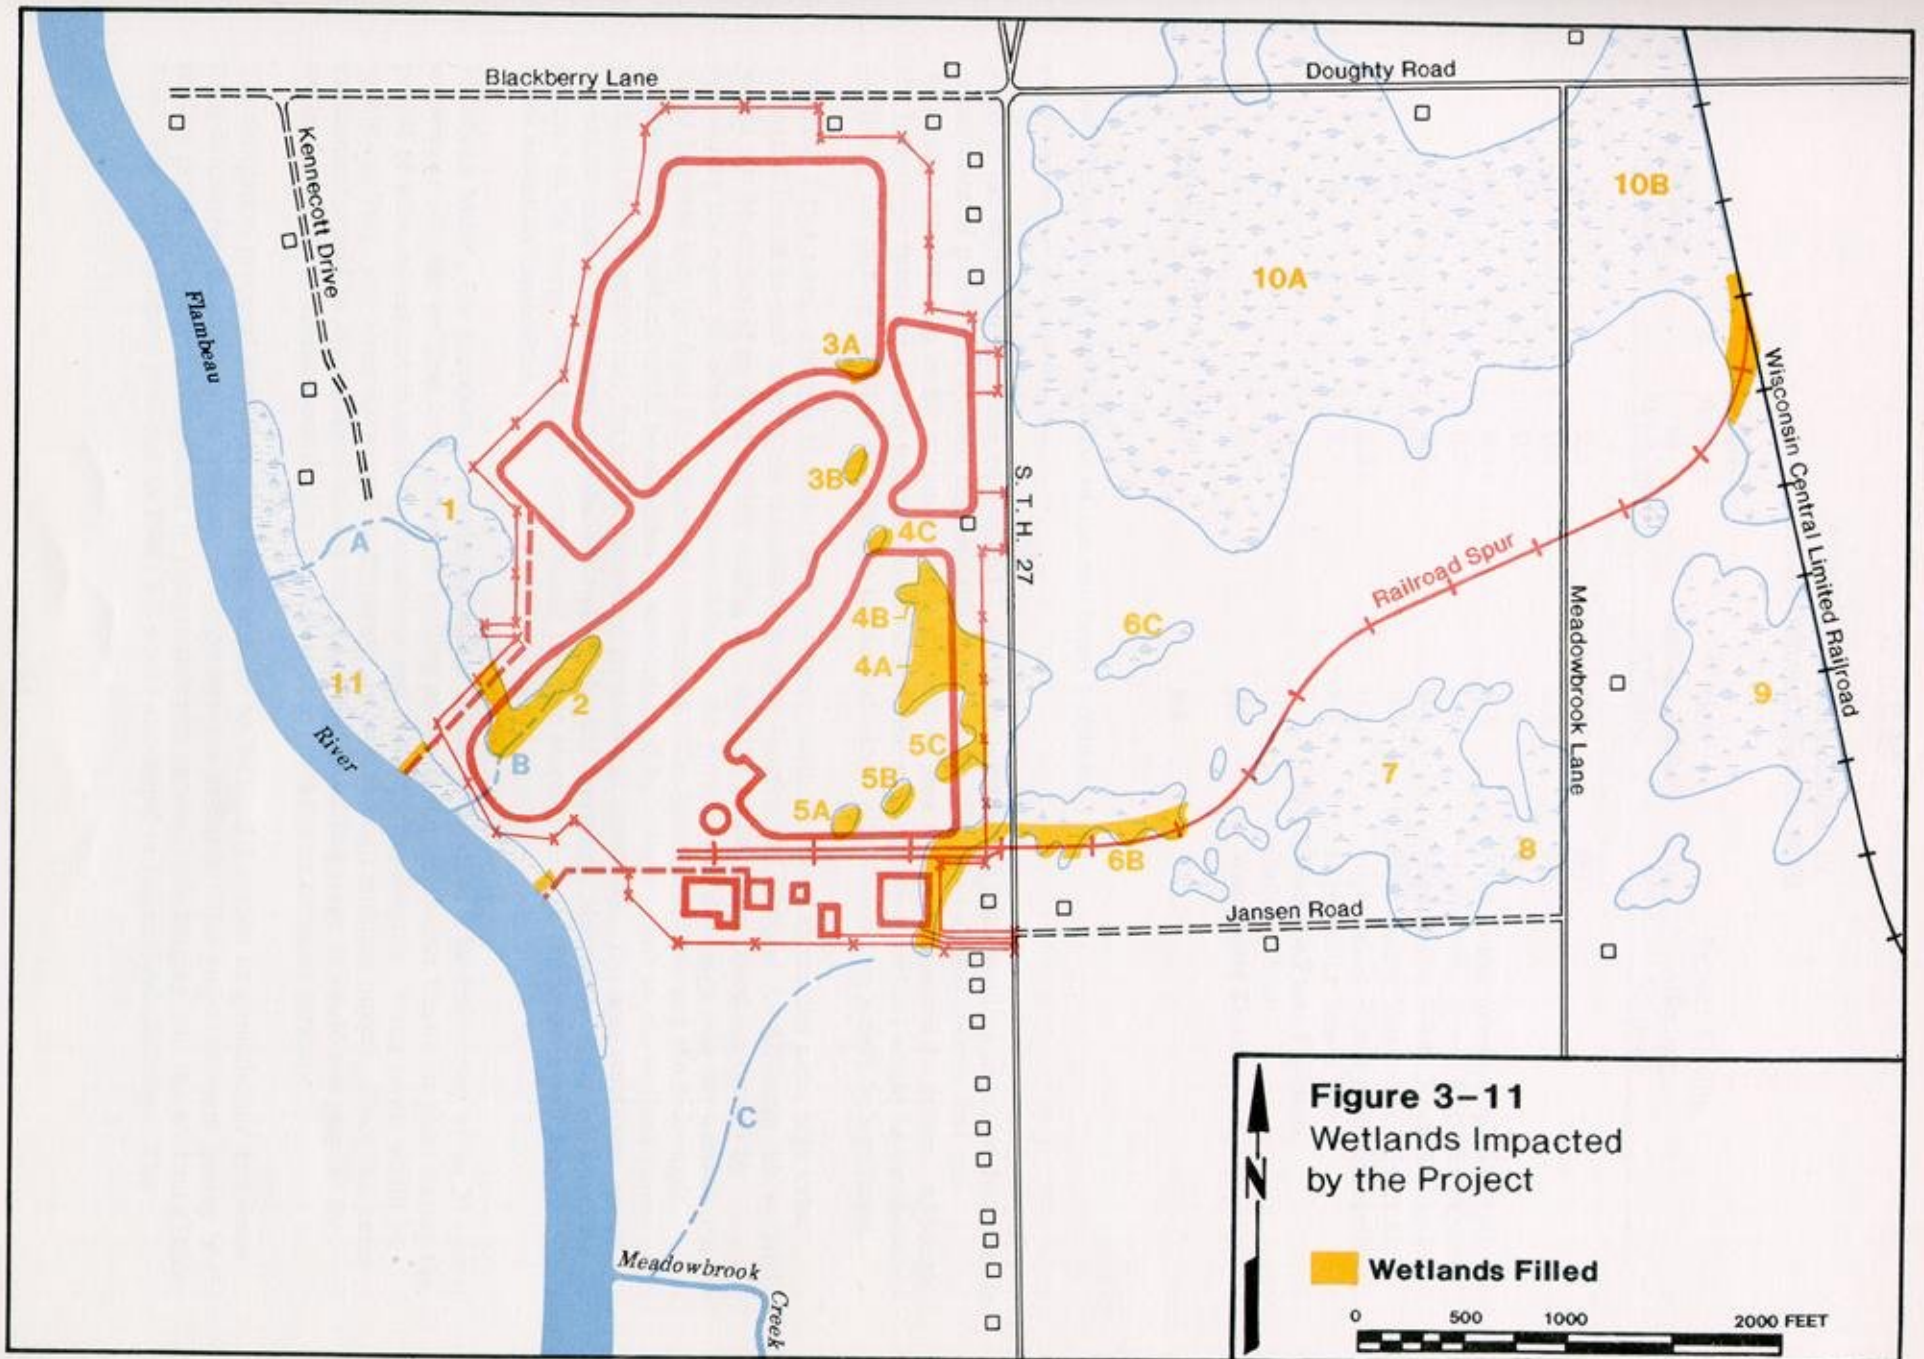 Blackberry Lane
Doughty Road
Kennecott Drive
10B
10A
Flambeau
3A
Wisconsin Central Limited Railroad
3B
1
S. T. H. 27
4C
A
Railroad Spur
4B
6C
Meadowbrook Lane
4A
11
2
9
River
5C
B
7
5B
5A
6B
8
Jansen Road
C
Meadowbrook
Creek
N
Figure 3-11
Wetlands Impacted
by the Project
Wetlands Filled
0 500 1000 2000 FEET